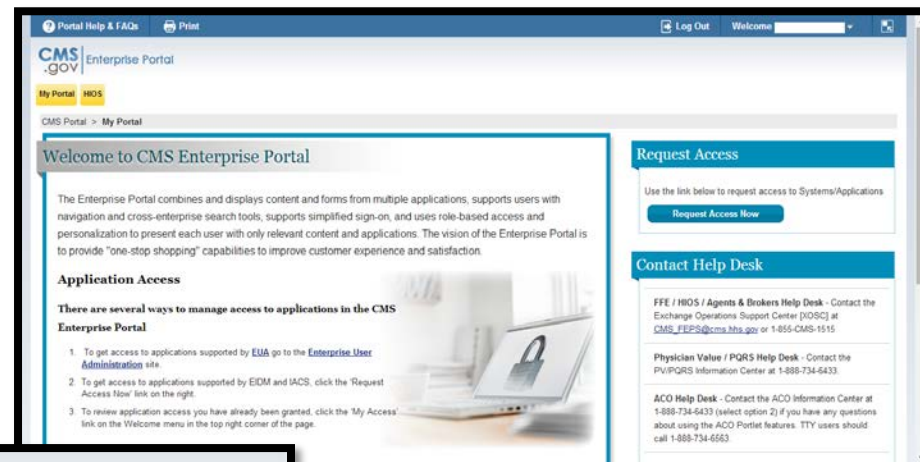 Portal Help & FAQs Print Log Out Welcome
CMS
.gov
Enterprise Portal
My Portal HIOS
CMS Portal > My Portal
Welcome to CMS Enterprise Portal
The Enterprise Portal combines and displays content and forms from multiple applications, supports users with
navigation and cross-enterprise search tools, supports simplified sign-on, and uses role-based access and
personalization to present each user with only relevant content and applications. The vision of the Enterprise Portal is
to provide "one-stop shopping" capabilities to improve customer experience and satisfaction.
Application Access
There are several ways to manage access to applications in the CMS
Enterprise Portal
1. To get access to applications supported by EUA go to the Enterprise User
Administration site.
2. To get access to applications supported by EIDM and IACS, click the 'Request
Access Now' link on the right.
3. To review application access you have already been granted, click the 'My Access'
link on the Welcome menu in the top right corner of the page.
Request Access
Use the link below to request access to Systems/Applications
Request Access Now
Contact Help Desk
FFE / HIOS / Agents & Brokers Help Desk - Contact the
Exchange Operations Support Center [XOSC] at
CMS_FEPS@cms.hhs.gov or 1-855-CMS-1515
Physician Value / PQRS Help Desk - Contact the
PV/PQRS Information Center at 1-888-734-6433.
ACO Help Desk - Contact the ACO Information Center at
1-888-734-6433 (select option 2) if you have any questions
about using the ACO Portlet features. TTY users should
call 1-888-734-6563.